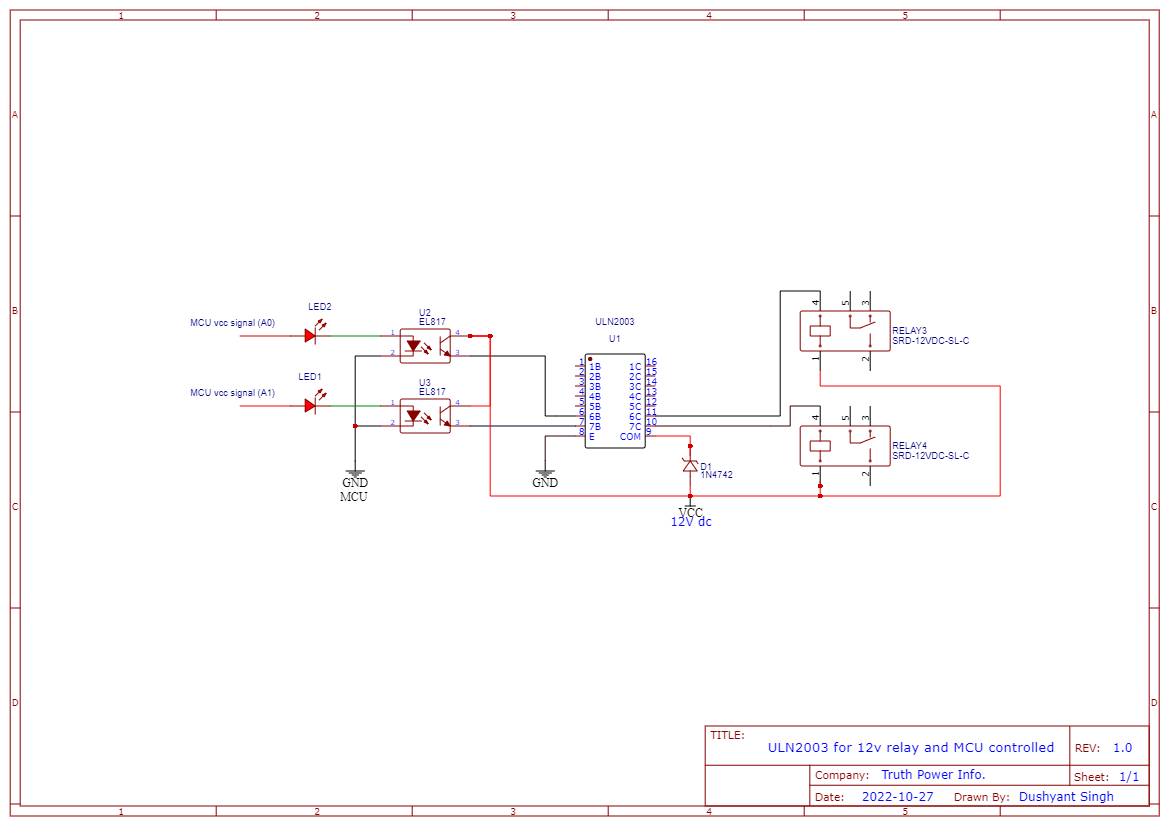 1 2 3 4 5
A A
B B
C C
D D
LED2
MCU vcc signal (A0)
LED1
MCU vcc signal (A1)
U2
EL817
1 4
2 3
U3
EL817
1 4
2 3
GND
MCU
GND
ULN2003
U1
1 1B 1C 16
2 2B 2C 15
3 3B 3C 14
4 4B 4C 13
5 5B 5C 12
6 6B 6C 11
7 7B 7C 10
8 E COM 9
D1
1N4742
VCC
12V dc
4 5 3
RELAY3
SRD-12VDC-SL-C
1 2
4 5 3
RELAY4
SRD-12VDC-SL-C
1 2
TITLE:
ULN2003 for 12v relay and MCU controlled
REV: 1.0
Company: Truth Power Info.
Sheet: 1/1
Date: 2022-10-27 Drawn By: Dushyant Singh
1 2 3 4 5